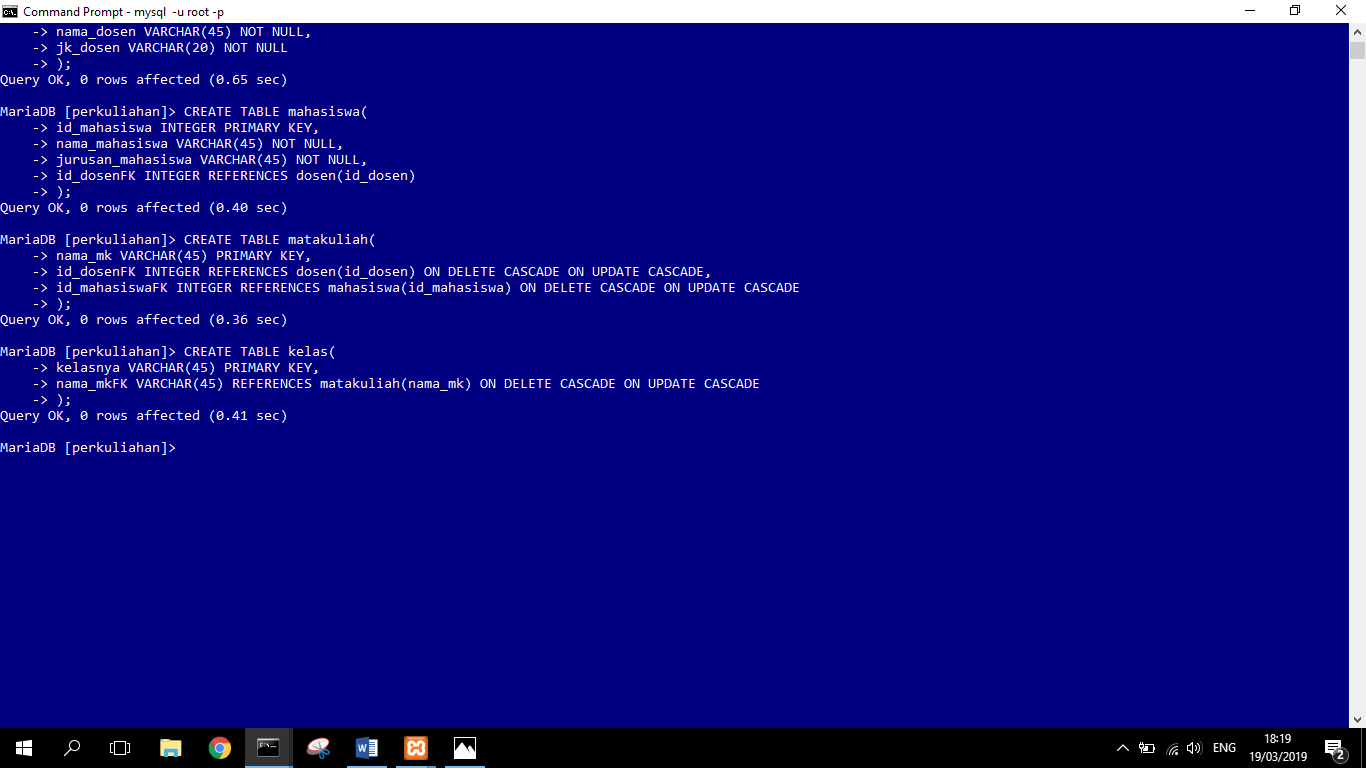 Command Prompt - mysql -u root -p
    -> nama_dosen VARCHAR(45) NOT NULL,
    -> jk_dosen VARCHAR(20) NOT NULL
    -> );
Query OK, 0 rows affected (0.65 sec)
MariaDB [perkuliahan]> CREATE TABLE mahasiswa(
    -> id_mahasiswa INTEGER PRIMARY KEY,
    -> nama_mahasiswa VARCHAR(45) NOT NULL,
    -> jurusan_mahasiswa VARCHAR(45) NOT NULL,
    -> id_dosenFK INTEGER REFERENCES dosen(id_dosen)
    -> );
Query OK, 0 rows affected (0.40 sec)
MariaDB [perkuliahan]> CREATE TABLE matakuliah(
    -> nama_mk VARCHAR(45) PRIMARY KEY,
    -> id_dosenFK INTEGER REFERENCES dosen(id_dosen) ON DELETE CASCADE ON UPDATE CASCADE,
    -> id_mahasiswaFK INTEGER REFERENCES mahasiswa(id_mahasiswa) ON DELETE CASCADE ON UPDATE CASCADE
    -> );
Query OK, 0 rows affected (0.36 sec)
MariaDB [perkuliahan]> CREATE TABLE kelas(
    -> kelasnya VARCHAR(45) PRIMARY KEY,
    -> nama_mkFK VARCHAR(45) REFERENCES matakuliah(nama_mk) ON DELETE CASCADE ON UPDATE CASCADE
    -> );
Query OK, 0 rows affected (0.41 sec)
MariaDB [perkuliahan]>
ENG
18:19
19/03/2019
2